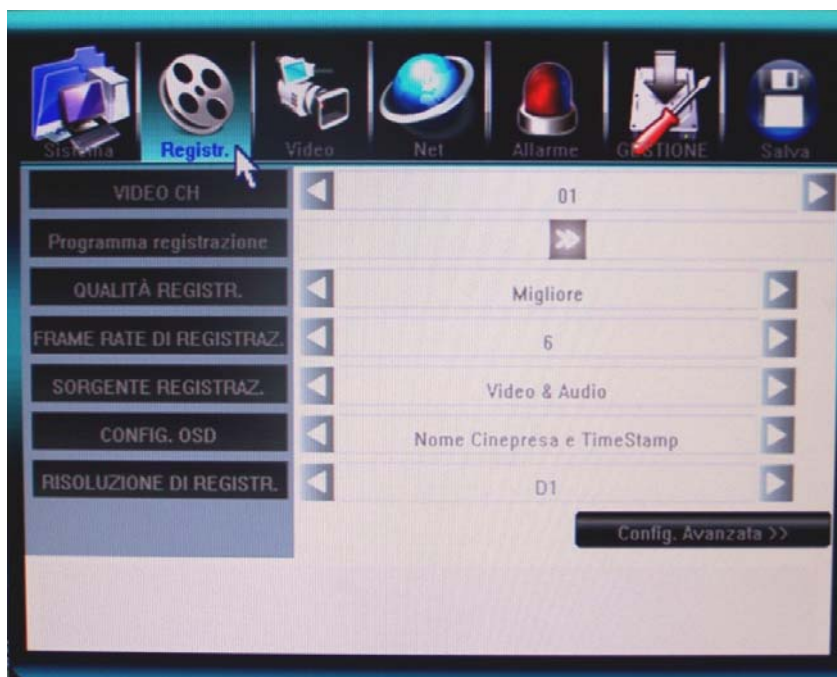 Sistema Registr. Video Net Allarme GESTIONE Salva
VIDEO CH 01
Programma registrazione
QUALITÀ REGISTR. Migliore
FRAME RATE DI REGISTRAZ. 6
SORGENTE REGISTRAZ. Video & Audio
CONFIG. OSD Nome Cinepresa e TimeStamp
RISOLUZIONE DI REGISTR. D1
Config. Avanzata >>